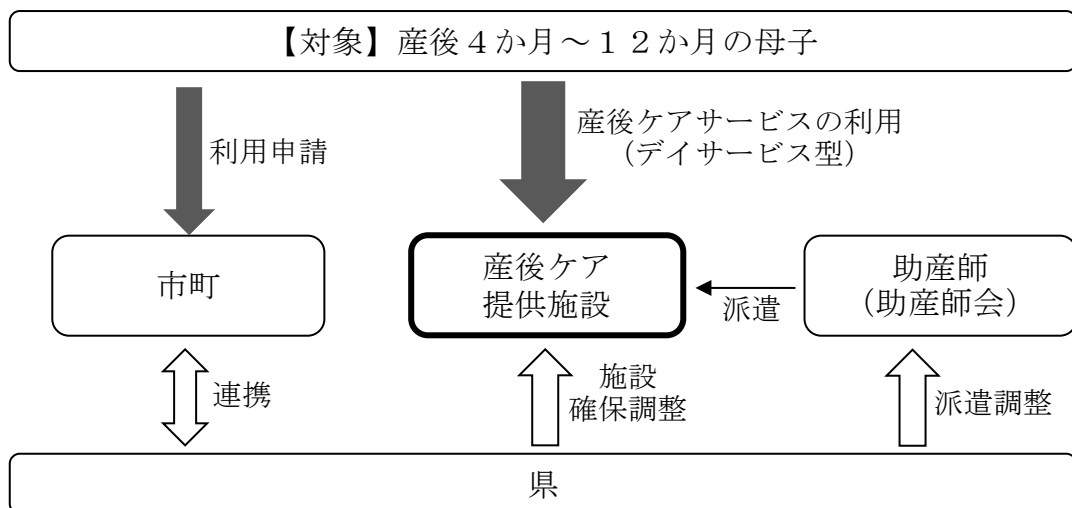 【対象】産後４か月～１２か月の母子
利用申請
産後ケアサービスの利用
（デイサービス型）
市町
産後ケア
提供施設
派遣
助産師
（助産師会）
連携
施設
確保調整
派遣調整
県